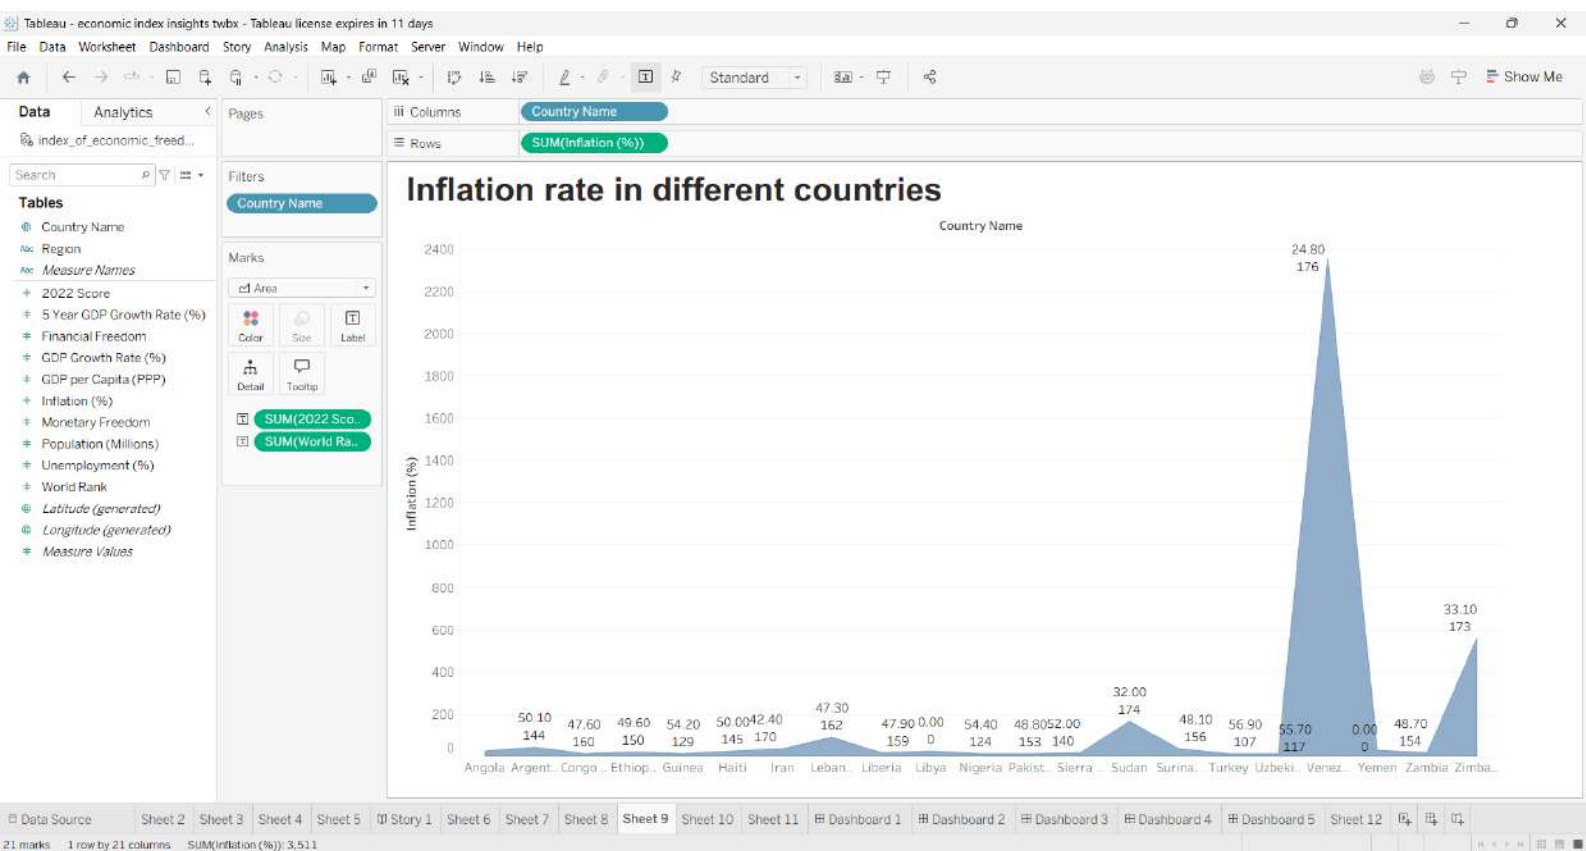 Tableau - economic index insights twbx - Tableau license expires in 11 days
File Data Worksheet Dashboard Story Analysis Map Format Server Window Help
Standard
Show Me
Data Analytics
index_of_economic_freed...
Search
Tables
Country Name
Abc Region
Abc Measure Names
2022 Score
5 Year GDP Growth Rate (%)
Financial Freedom
GDP Growth Rate (%)
GDP per Capita (PPP)
Inflation (%)
Monetary Freedom
Population (Millions)
Unemployment (%)
World Rank
Latitude (generated)
Longitude (generated)
Measure Values
Pages
Filters
Country Name
Marks
Area
Color Size Label
Detail Tooltip
SUM(2022 Sco..
SUM(World Ra..
Columns Country Name
Rows SUM(Inflation (%))
Inflation rate in different countries
Country Name
Inflation (%)
2400
2200
2000
1800
1600
1400
1200
1000
800
600
400
200
0
50.10
144
47.60
160
49.60
150
54.20
129
50.00
145
42.40
170
47.30
162
47.90
159
0.00
0
54.40
124
48.80
153
52.00
140
32.00
174
48.10
156
56.90
107
55.70
117
24.80
176
0.00
0
48.70
154
33.10
173
Angola Argent.. Congo .. Ethiop.. Guinea Haiti Iran Leban.. Liberia Libya Nigeria Pakist.. Sierra .. Sudan Surina.. Turkey Uzbeki.. Venez.. Yemen Zambia Zimba..
Data Source Sheet 2 Sheet 3 Sheet 4 Sheet 5 Story 1 Sheet 6 Sheet 7 Sheet 8 Sheet 9 Sheet 10 Sheet 11 Dashboard 1 Dashboard 2 Dashboard 3 Dashboard 4 Dashboard 5 Sheet 12
21 marks 1 row by 21 columns SUM(Inflation (%)): 3,511